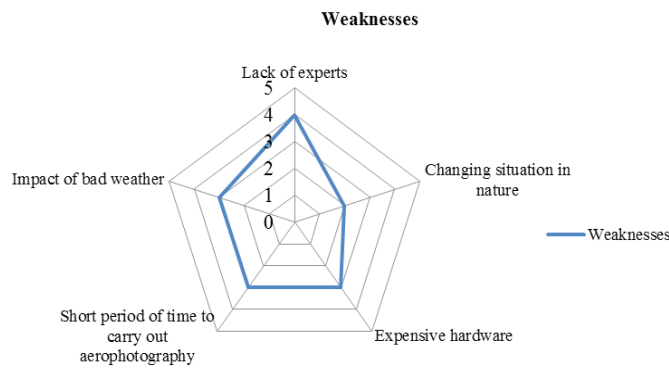 Weaknesses
Lack of experts
5
4
3
2
1
0
Changing situation in
nature
Impact of bad weather
Weaknesses
Short period of time to
carry out
aerophotography
Expensive hardware